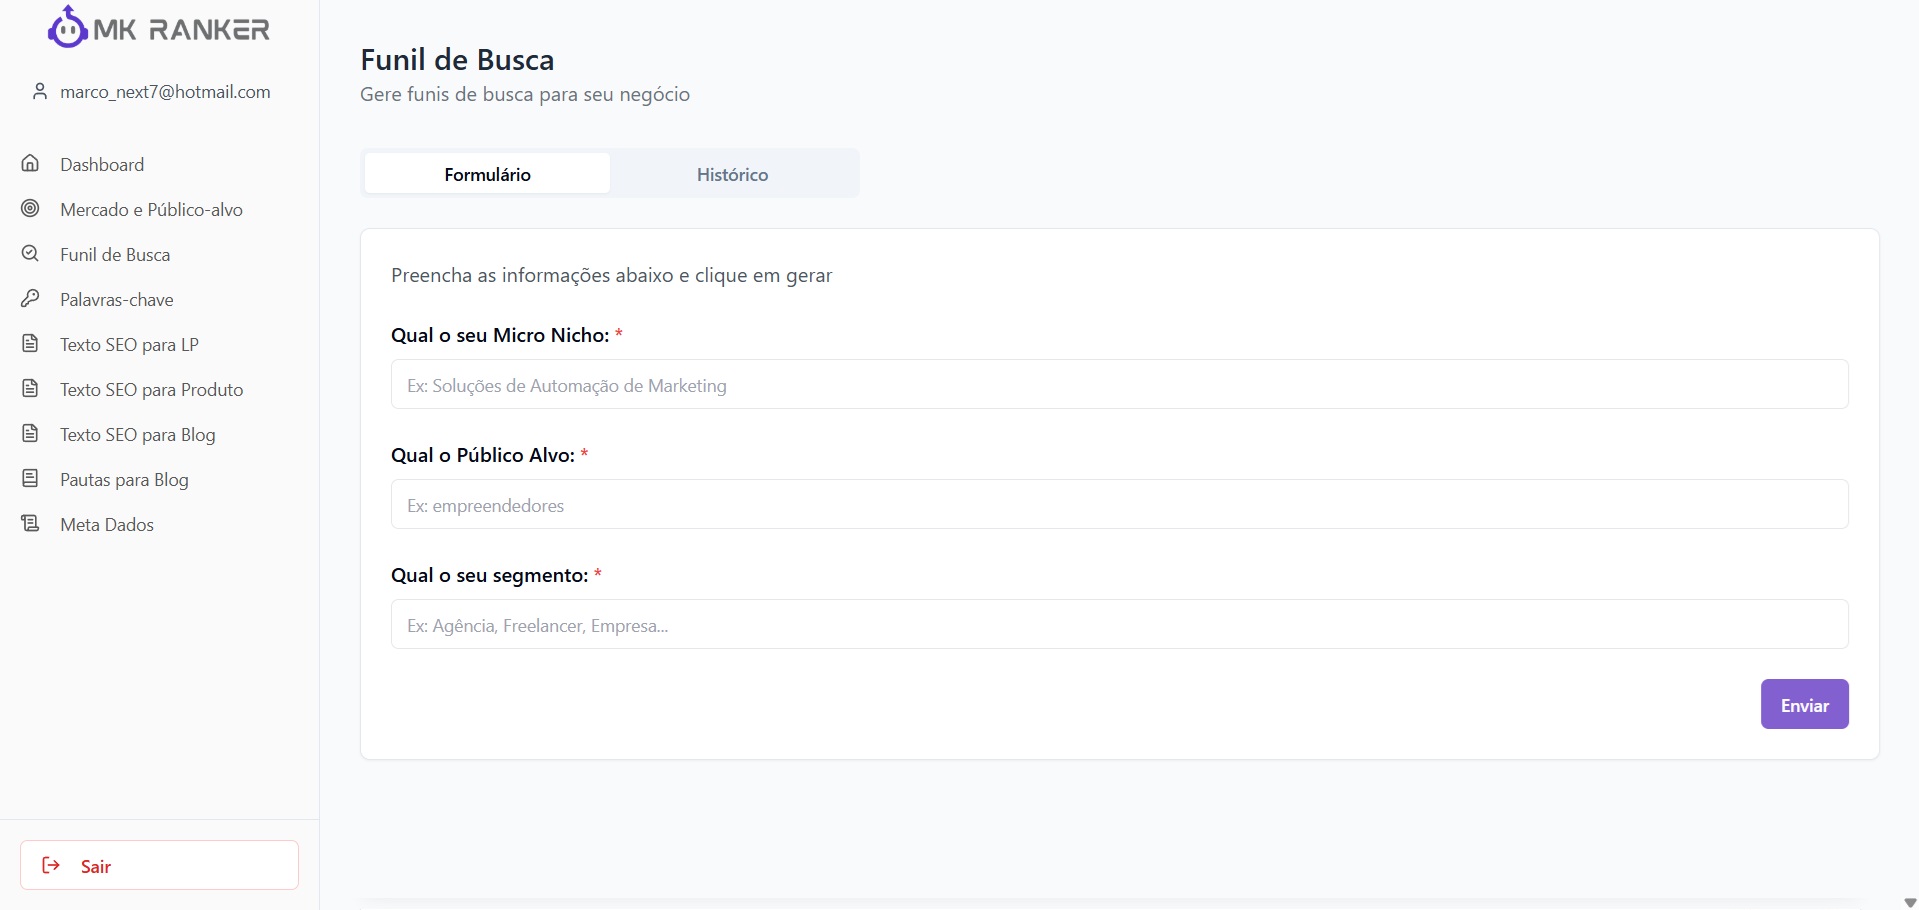 MK RANKER
marco_next7@hotmail.com
Dashboard
Mercado e Público-alvo
Funil de Busca
Palavras-chave
Texto SEO para LP
Texto SEO para Produto
Texto SEO para Blog
Pautas para Blog
Meta Dados
Sair
Funil de Busca
Gere funis de busca para seu negócio
Formulário
Histórico
Preencha as informações abaixo e clique em gerar
Qual o seu Micro Nicho: *
Ex: Soluções de Automação de Marketing
Qual o Público Alvo: *
Ex: empreendedores
Qual o seu segmento: *
Ex: Agência, Freelancer, Empresa...
Enviar